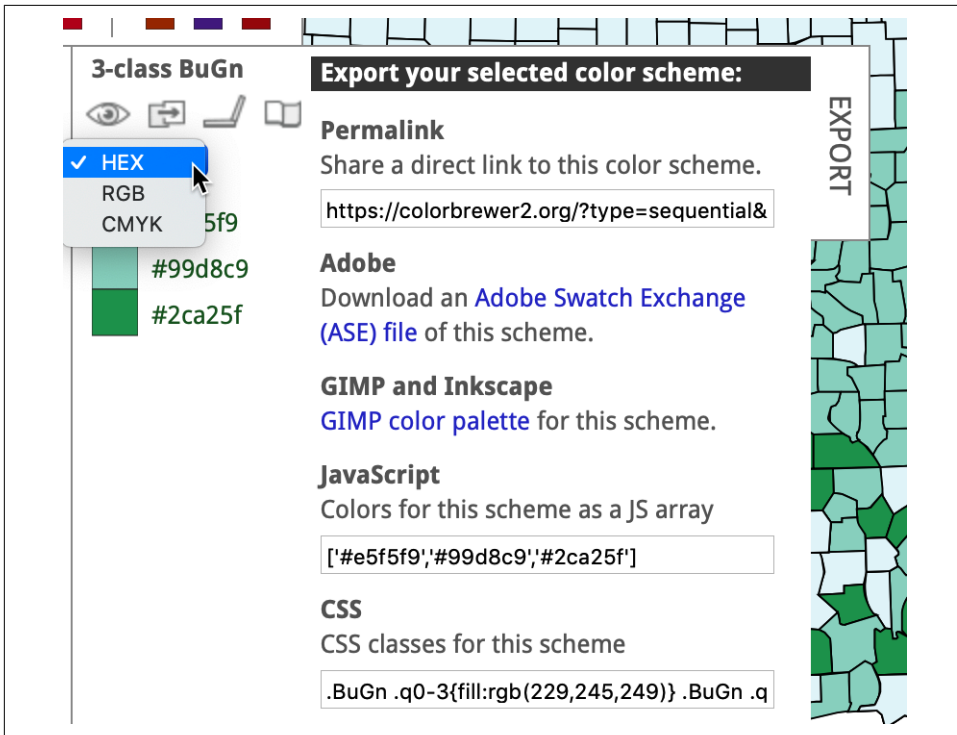 3-class BuGn
HEX
RGB
CMYK
5f9
#99d8c9
#2ca25f
Export your selected color scheme:
Permalink
Share a direct link to this color scheme.
https://colorbrewer2.org/?type=sequential&
Adobe
Download an Adobe Swatch Exchange
(ASE) file of this scheme.
GIMP and Inkscape
GIMP color palette for this scheme.
JavaScript
Colors for this scheme as a JS array
['#e5f5f9','#99d8c9','#2ca25f']
CSS
CSS classes for this scheme
.BuGn .q0-3{fill:rgb(229,245,249)} .BuGn .q
EXPORT